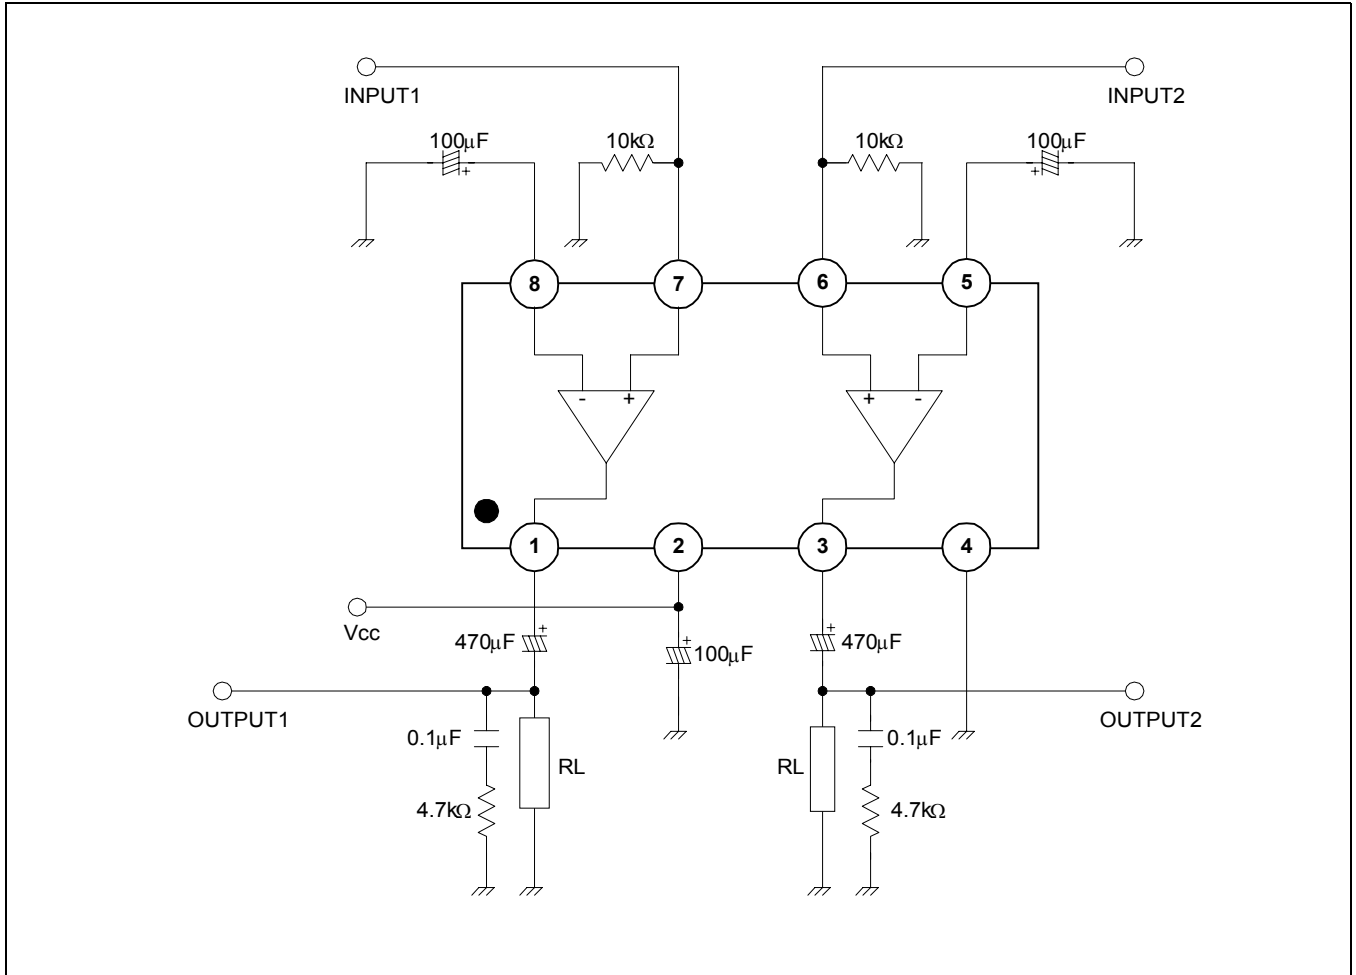 INPUT1
INPUT2
100µF
10kΩ
10kΩ
100µF
+
+
8
7
6
5
-
+
+
-
1
2
3
4
Vcc
+
470µF
+
100µF
+
470µF
OUTPUT1
OUTPUT2
0.1µF
RL
RL
0.1µF
4.7kΩ
4.7kΩ